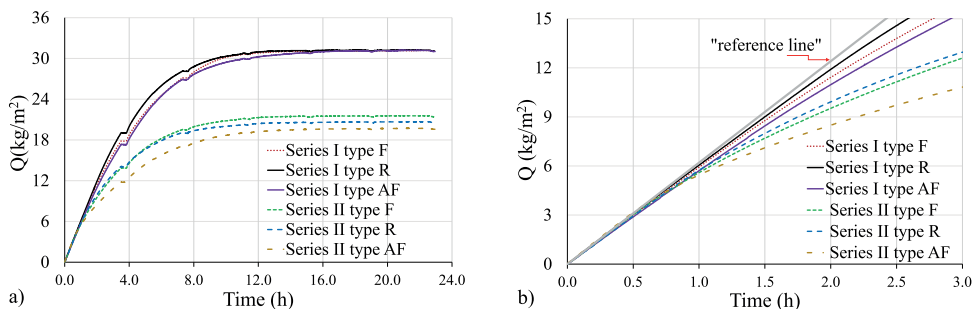 36
30
24
18
12
6
0
Q(kg/m²)
0.0 4.0 8.0 12.0 16.0 20.0 24.0
Time (h)
Series I type F
Series I type R
Series I type AF
Series II type F
Series II type R
Series II type AF
a)
15
12
9
6
3
0
Q (kg/m²)
0.0 0.5 1.0 1.5 2.0 2.5 3.0
Time (h)
"reference line"
Series I type F
Series I type R
Series I type AF
Series II type F
Series II type R
Series II type AF
b)